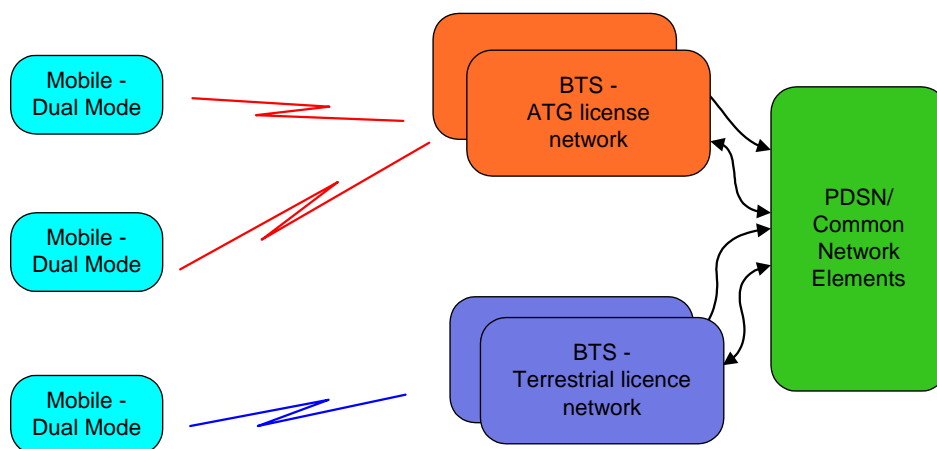 Mobile -
Dual Mode
BTS -
ATG license
network
Mobile -
Dual Mode
PDSN/
Common
Network
Elements
BTS -
Terrestrial licence
network
Mobile -
Dual Mode